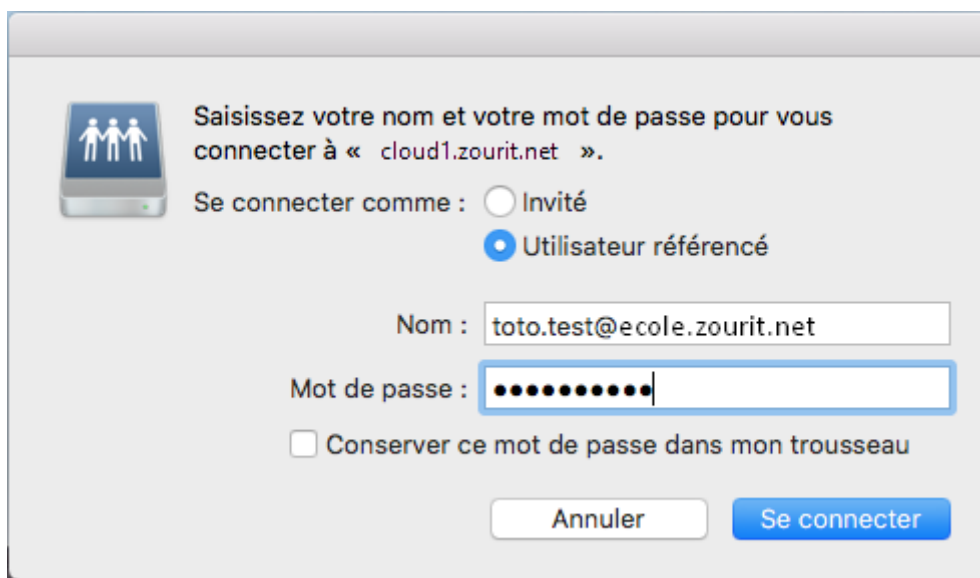 Saisissez votre nom et votre mot de passe pour vous
connecter à « cloud1.zourit.net ».
Se connecter comme : Invité
Utilisateur référencé
Nom : toto.test@ecole.zourit.net
Mot de passe : ••••••••••
Conserver ce mot de passe dans mon trousseau
Annuler Se connecter